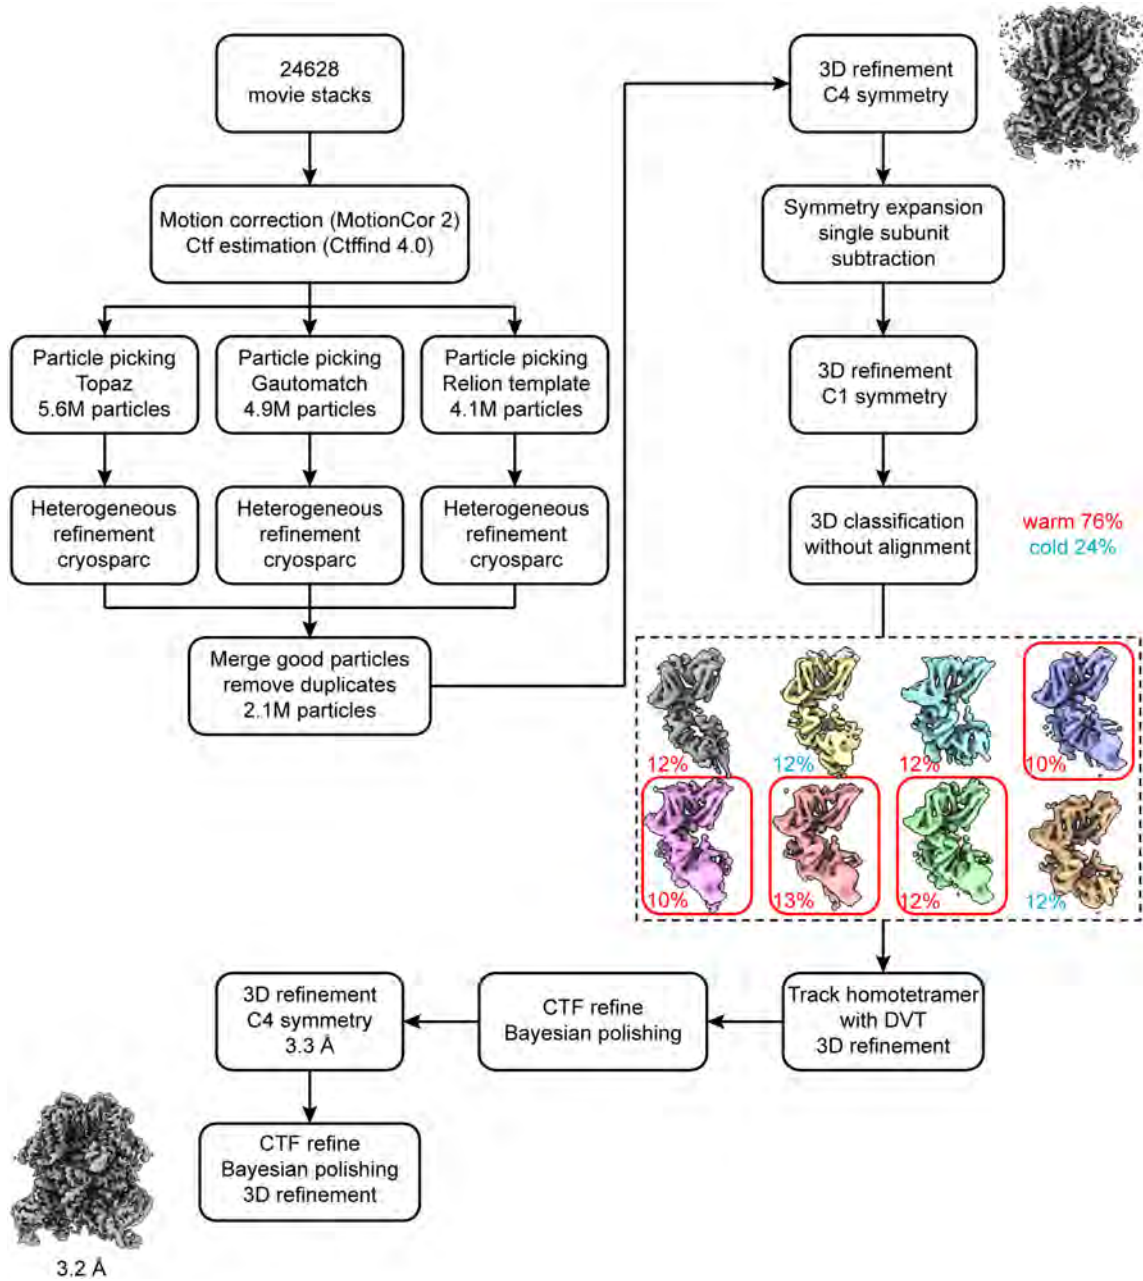 24628
movie stacks
Motion correction (MotionCor 2)
Ctf estimation (Ctffind 4.0)
Particle picking
Topaz
5.6M particles
Particle picking
Gautomatch
4.9M particles
Particle picking
Relion template
4.1M particles
Heterogeneous
refinement
cryosparc
Heterogeneous
refinement
cryosparc
Heterogeneous
refinement
cryosparc
Merge good particles
remove duplicates
2.1M particles
3D refinement
C4 symmetry
Symmetry expansion
single subunit
subtraction
3D refinement
C1 symmetry
3D classification
without alignment
warm 76%
cold 24%
12%
12%
12%
10%
10%
13%
12%
12%
Track homotetramer
with DVT
3D refinement
CTF refine
Bayesian polishing
3D refinement
C4 symmetry
3.3 Å
CTF refine
Bayesian polishing
3D refinement
3.2 Å